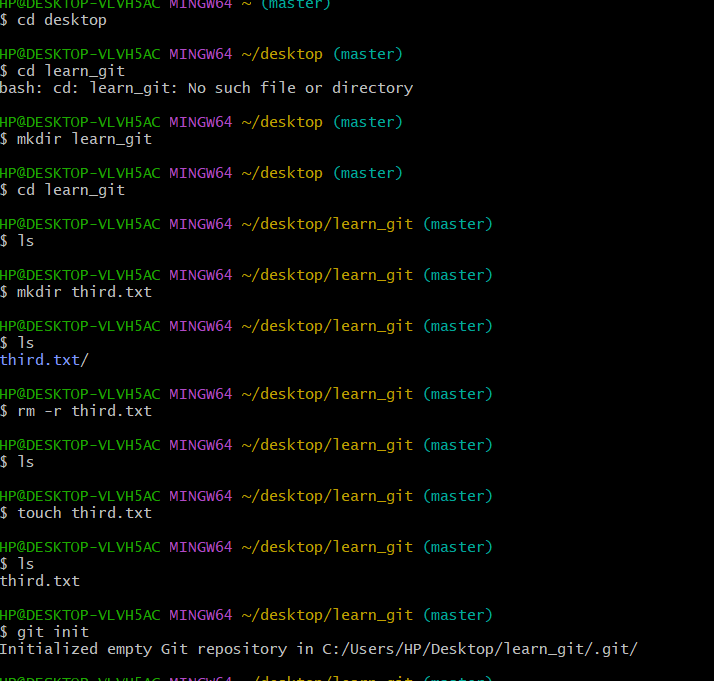 HP@DESKTOP-VLVH5AC MINGW64 ~ (master)
$ cd desktop
HP@DESKTOP-VLVH5AC MINGW64 ~/desktop (master)
$ cd learn_git
bash: cd: learn_git: No such file or directory
HP@DESKTOP-VLVH5AC MINGW64 ~/desktop (master)
$ mkdir learn_git
HP@DESKTOP-VLVH5AC MINGW64 ~/desktop (master)
$ cd learn_git
HP@DESKTOP-VLVH5AC MINGW64 ~/desktop/learn_git (master)
$ ls
HP@DESKTOP-VLVH5AC MINGW64 ~/desktop/learn_git (master)
$ mkdir third.txt
HP@DESKTOP-VLVH5AC MINGW64 ~/desktop/learn_git (master)
$ ls
third.txt/
HP@DESKTOP-VLVH5AC MINGW64 ~/desktop/learn_git (master)
$ rm -r third.txt
HP@DESKTOP-VLVH5AC MINGW64 ~/desktop/learn_git (master)
$ ls
HP@DESKTOP-VLVH5AC MINGW64 ~/desktop/learn_git (master)
$ touch third.txt
HP@DESKTOP-VLVH5AC MINGW64 ~/desktop/learn_git (master)
$ ls
third.txt
HP@DESKTOP-VLVH5AC MINGW64 ~/desktop/learn_git (master)
$ git init
Initialized empty Git repository in C:/Users/HP/Desktop/learn_git/.git/
HP@DESKTOP-VLVH5AC MINGW64 ~/desktop/learn_git (master)